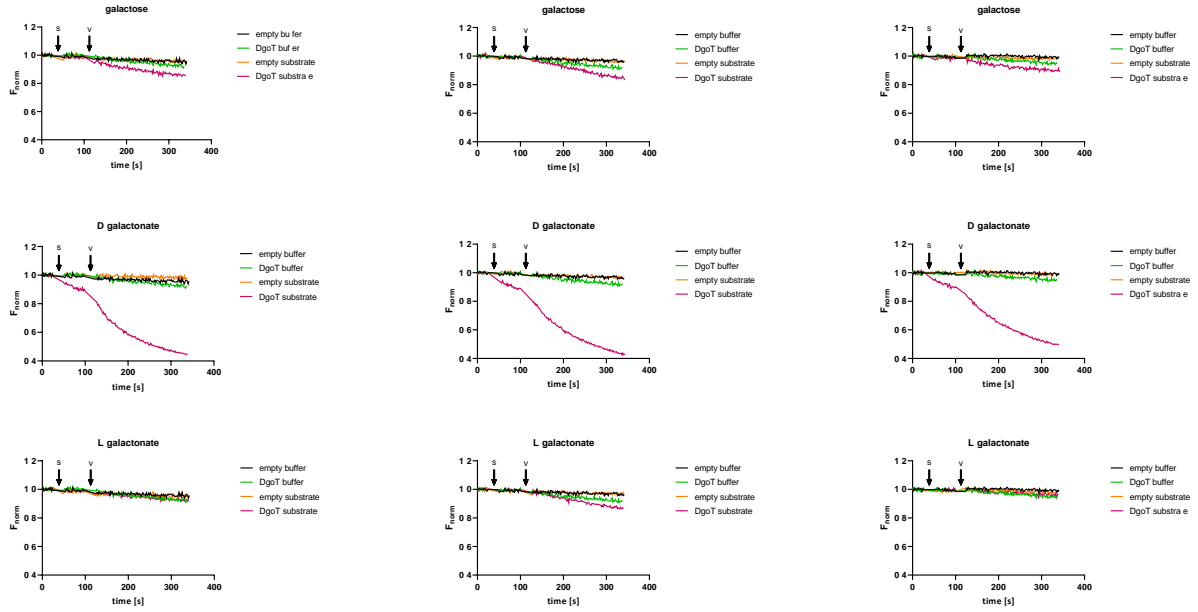 galactose
1 2
s
v
1.0
0.8
0 6
0 4
0
100
200
300
400
F norm
time [s]
empty bu fer
DgoT buf er
empty substrate
DgoT substra e
galactose
1 2
s
v
1.0
0.8
0 6
0 4
0
100
200
300
400
F norm
time [s]
empty buffer
DgoT buffer
empty substrate
DgoT substrate
galactose
1 2
s
v
1.0
0.8
0 6
0 4
0
100
200
300
400
F norm
time [s]
empty buffer
DgoT buffer
empty substrate
DgoT substra e
D galactonate
1 2
s
v
1.0
0.8
0 6
0 4
0
100
200
300
400
F norm
time [s]
empty buffer
DgoT buffer
empty substrate
DgoT substrate
D galactonate
1 2
s
v
1.0
0.8
0 6
0 4
0
100
200
300
400
F norm
time [s]
empty buffer
DgoT buffer
empty substrate
DgoT substrate
D galactonate
1 2
s
v
1.0
0.8
0 6
0 4
0
100
200
300
400
F norm
time [s]
empty buffer
DgoT buffer
empty substrate
DgoT substra e
L galactonate
1 2
s
v
1.0
0.8
0 6
0 4
0
100
200
300
400
F norm
time [s]
empty buffer
DgoT buffer
empty substrate
DgoT substrate
L galactonate
1 2
s
v
1.0
0.8
0 6
0 4
0
100
200
300
400
F norm
time [s]
empty buffer
DgoT buffer
empty substrate
DgoT substrate
L galactonate
1 2
s
v
1.0
0.8
0 6
0 4
0
100
200
300
400
F norm
time [s]
empty buffer
DgoT buffer
empty substrate
DgoT substra e